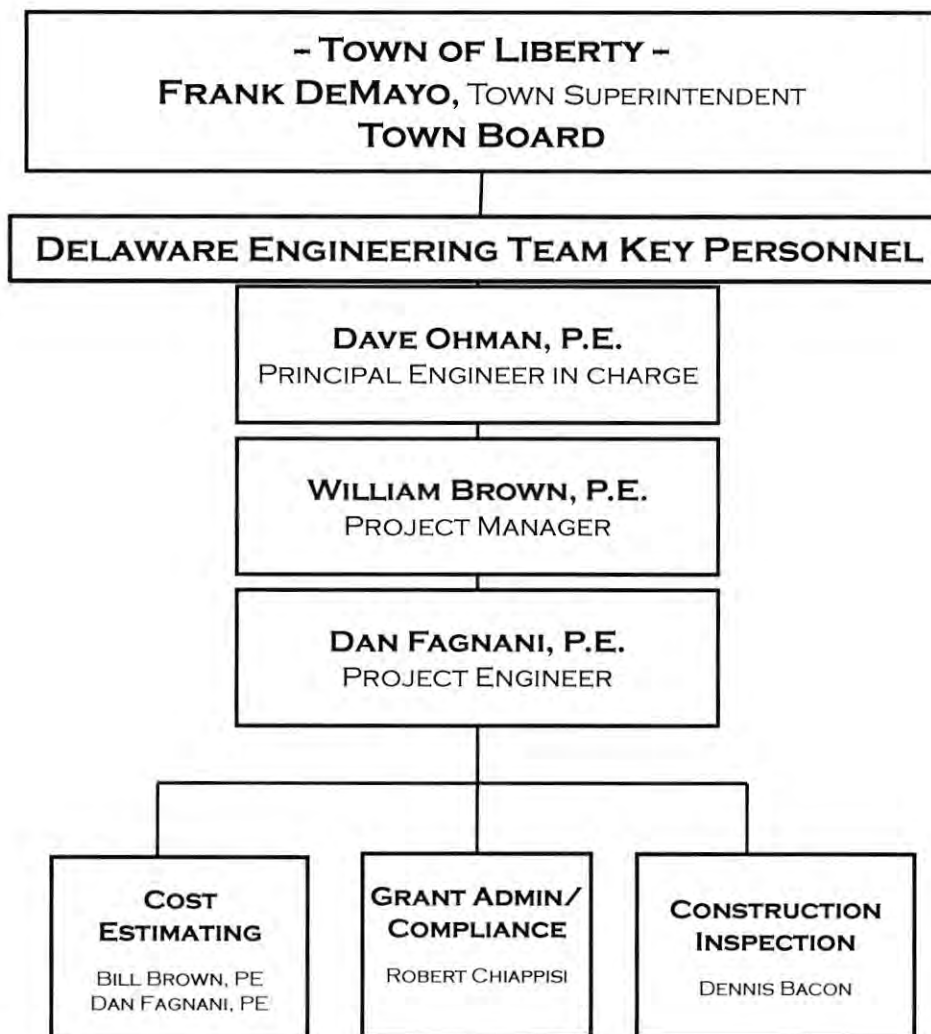 – TOWN OF LIBERTY –
FRANK DEMAYO, TOWN SUPERINTENDENT
TOWN BOARD
DELAWARE ENGINEERING TEAM KEY PERSONNEL
DAVE OHMAN, P.E.
PRINCIPAL ENGINEER IN CHARGE
WILLIAM BROWN, P.E.
PROJECT MANAGER
DAN FAGNANI, P.E.
PROJECT ENGINEER
COST
ESTIMATING
BILL BROWN, PE
DAN FAGNANI, PE
GRANT ADMIN/
COMPLIANCE
ROBERT CHIAPPISI
CONSTRUCTION
INSPECTION
DENNIS BACON